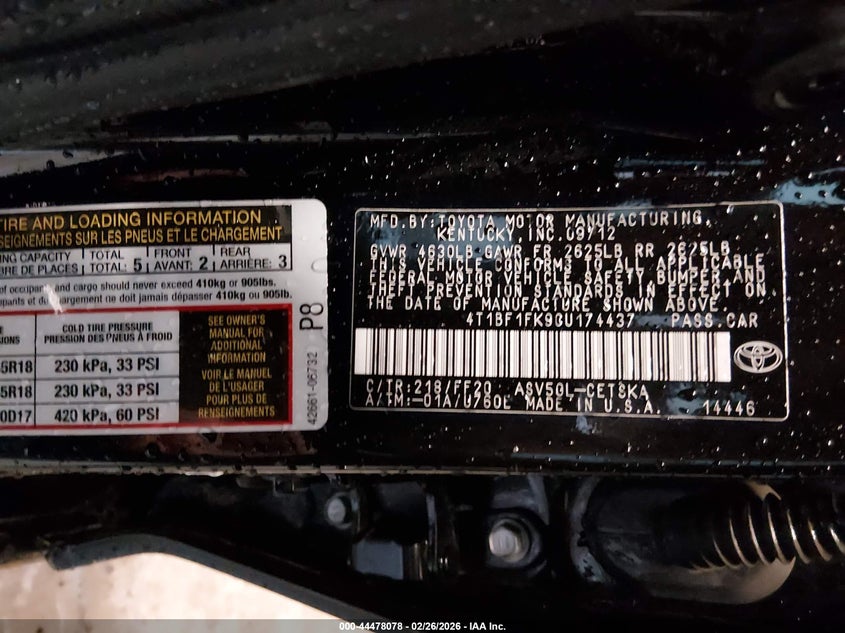 TIRE AND LOADING INFORMATION
RENSEIGNEMENTS SUR LES PNEUS ET LE CHARGEMENT
CAPACITY TOTAL FRONT REAR
DE PLACES TOTAL: 5 AVANT: 2 ARRIÈRE: 3
of occupants and cargo should never exceed 410kg or 905lbs.
et du chargement ne doit jamais dépasser 410kg ou 905lb.
COLD TIRE PRESSURE
PRESSION DES PNEUS À FROID
5R18 230 kPa, 33 PSI
5R18 230 kPa, 33 PSI
0D17 420 kPa, 60 PSI
SEE OWNER'S
MANUAL FOR
ADDITIONAL
INFORMATION
VOIR LE MANUEL
DE L'USAGER
POUR PLUS DE
RENSEIGNEMENTS
P8
42661-06732
MFD. BY: TOYOTA MOTOR MANUFACTURING,
KENTUCKY, INC. 09/12
GVWR 4630LB GAWR FR 2625LB RR 2625LB
THIS VEHICLE CONFORMS TO ALL APPLICABLE
FEDERAL MOTOR VEHICLE SAFETY, BUMPER AND
THEFT PREVENTION STANDARDS IN EFFECT ON
THE DATE OF MANUFACTURE SHOWN ABOVE.
PASS.CAR
C/TR: 218/FF20 ASV50L-CETSKA
A/TM: -01A/U760E MADE IN U.S.A. 14446
000-44478078 - 02/26/2026 - IAA Inc.